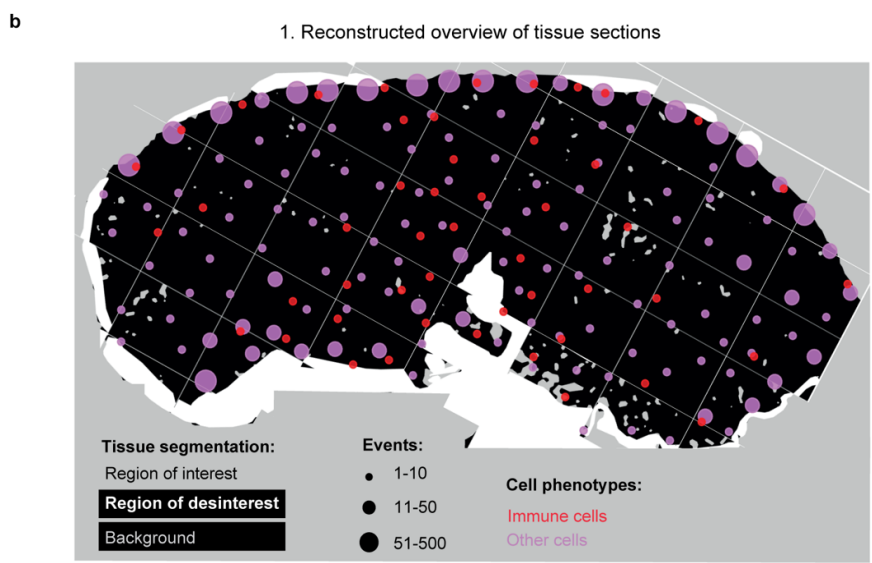 b
1. Reconstructed overview of tissue sections
Tissue segmentation:
Region of interest
Region of desinterest
Background
Events:
1-10
11-50
51-500
Cell phenotypes:
Immune cells
Other cells